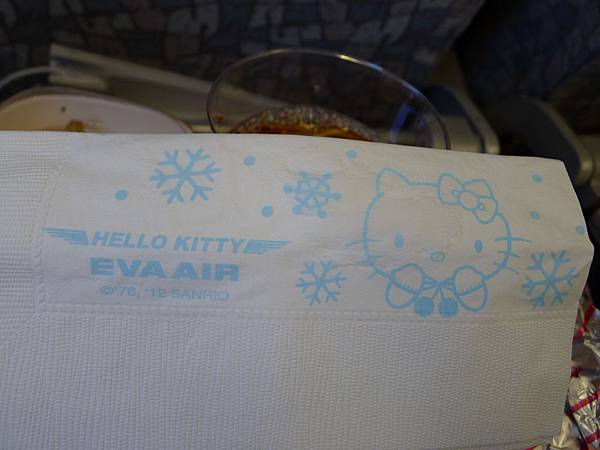 HELLO KITTY
EVA AIR
©'76, '12 SANRIO